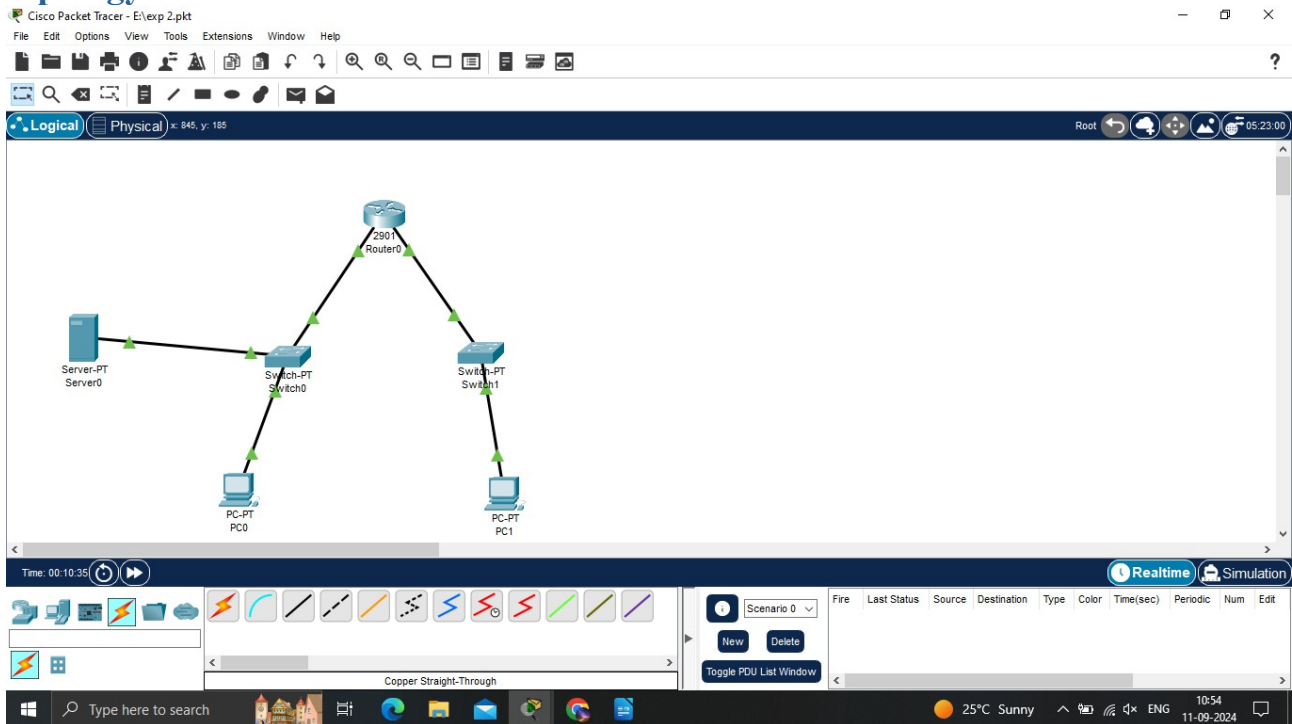 Cisco Packet Tracer - E:\exp 2.pkt
File Edit Options View Tools Extensions Window Help
?
Logical Physical x: 845, y: 185 Root 05:23:00
2901
Router0
Server-PT
Server0
Switch-PT
Switch0
Switch-PT
Switch1
PC-PT
PC0
PC-PT
PC1
Time: 00:10:35 Realtime Simulation
Scenario 0
New Delete
Toggle PDU List Window
Fire Last Status Source Destination Type Color Time(sec) Periodic Num Edit
Copper Straight-Through
Type here to search
25°C Sunny ENG
10:54
11-09-2024